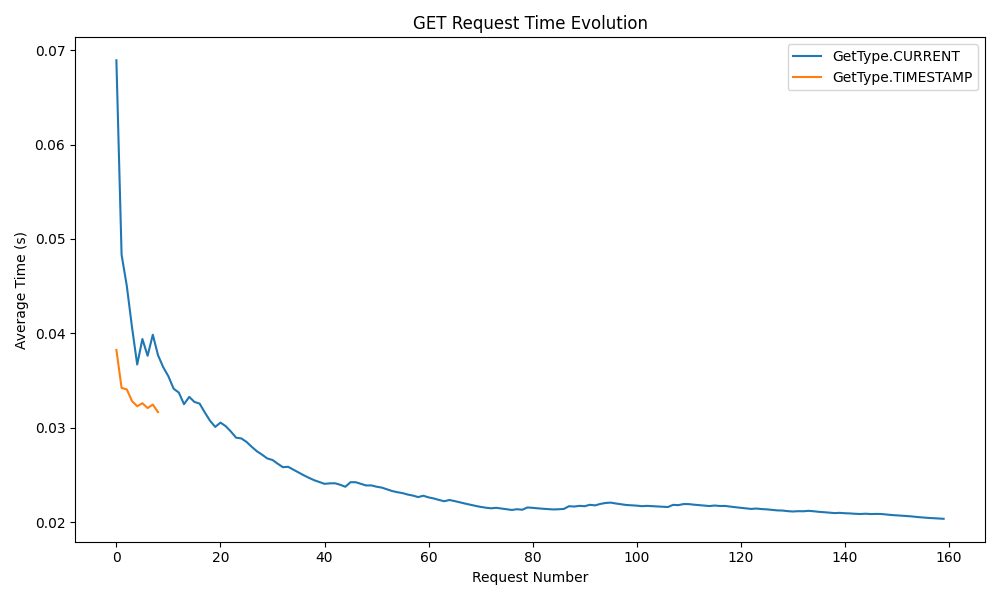 GET Request Time Evolution
GetType.CURRENT
GetType.TIMESTAMP
Average Time (s)
0.07
0.06
0.05
0.04
0.03
0.02
0 20 40 60 80 100 120 140 160
Request Number